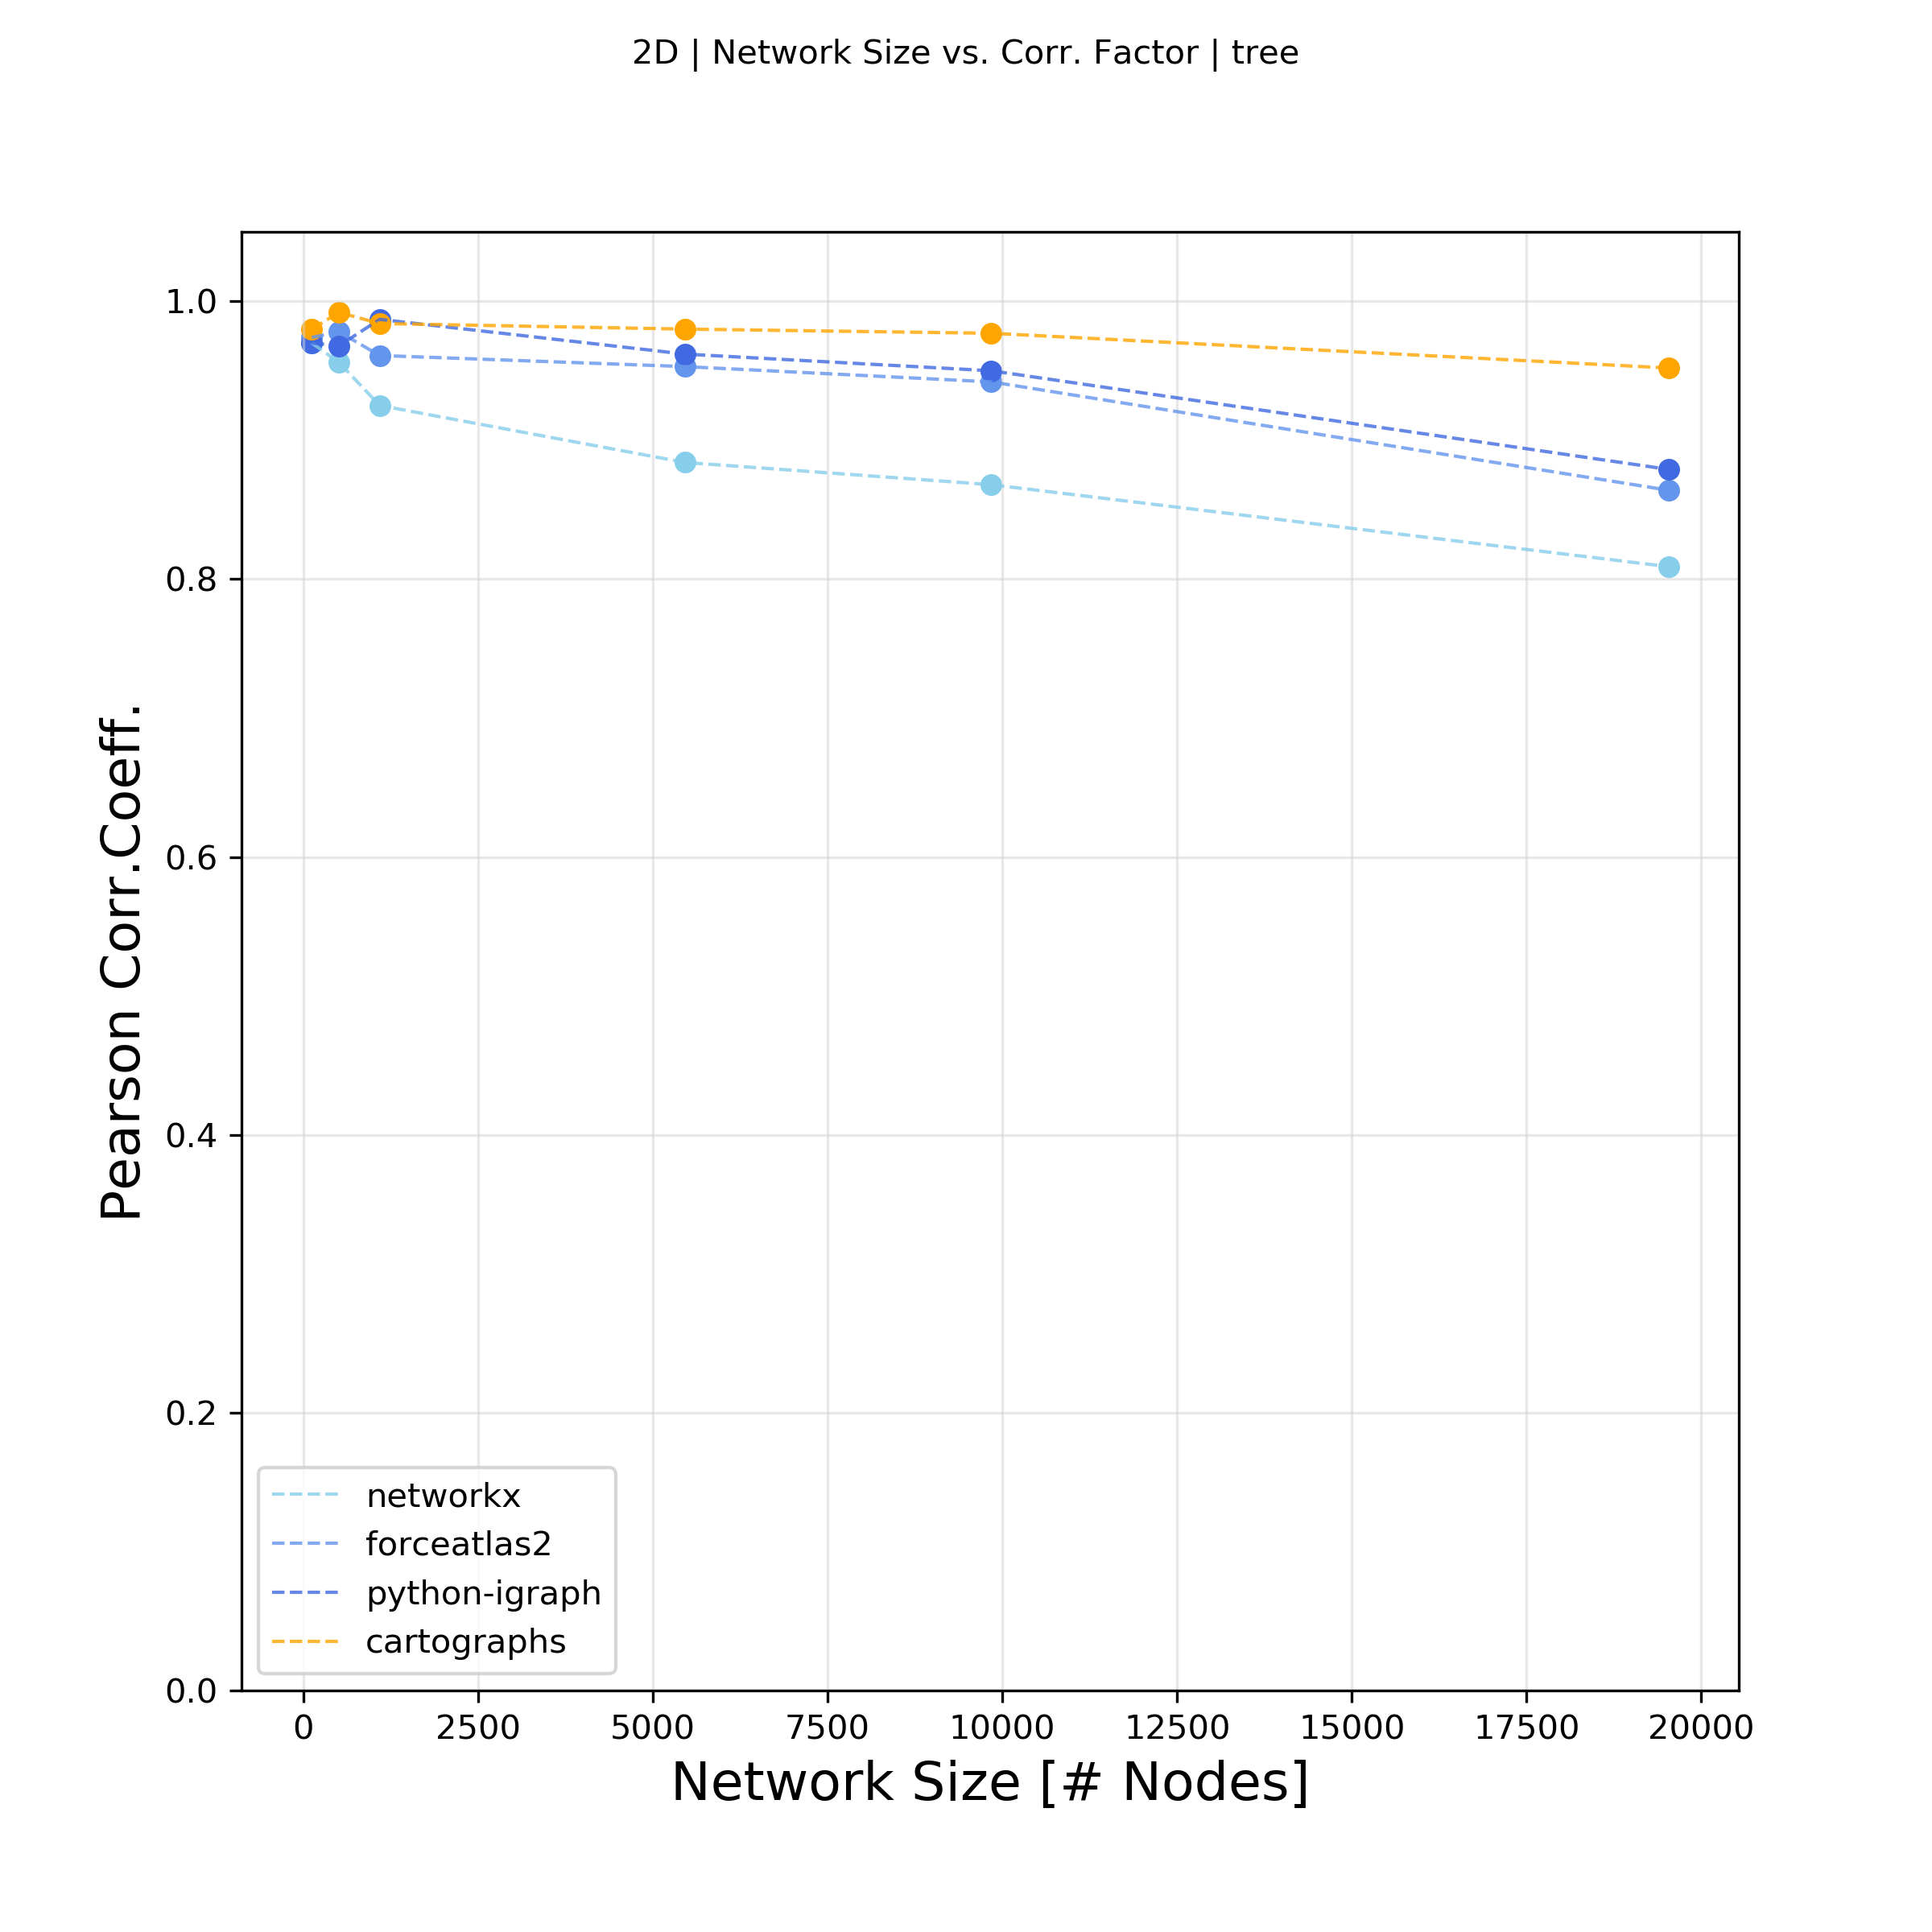 2D | Network Size vs. Corr. Factor | tree
Pearson Corr.Coeff.
1.0
0.8
0.6
0.4
0.2
0.0
networkx
forceatlas2
python-igraph
cartographs
0 2500 5000 7500 10000 12500 15000 17500 20000
Network Size [# Nodes]